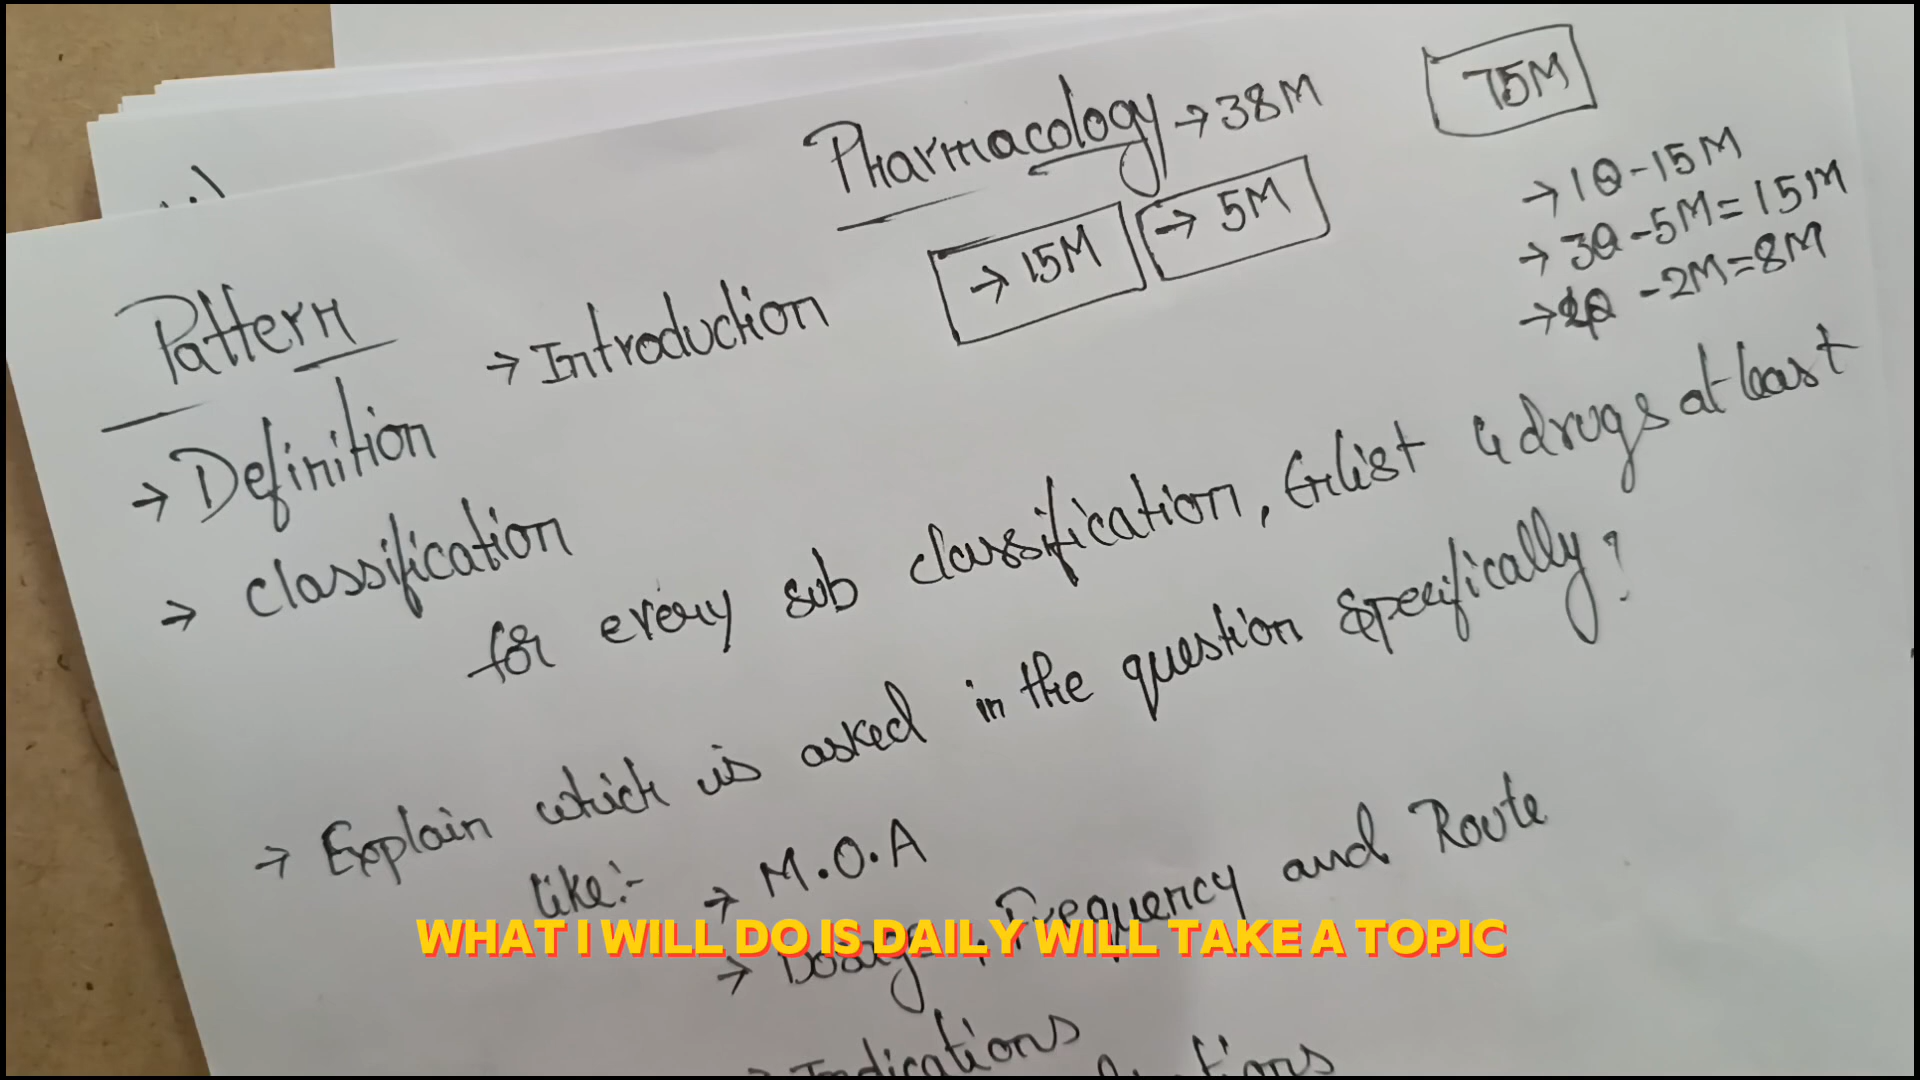 Pharmacology → 38M
75M
→ 15M
→ 5M
→ 1Q - 15M
→ 3Q - 5M = 15M
→ 4Q - 2M = 8M
Pattern
→ Introduction
→ Definition
→ classification
for every sub classification, Enlist 4 drugs at least
→ Explain which is asked in the question specifically?
like:- → M.O.A
→ Dosage, Frequency and Route
→ Indications
WHAT I WILL DO IS DAILY WILL TAKE A TOPIC